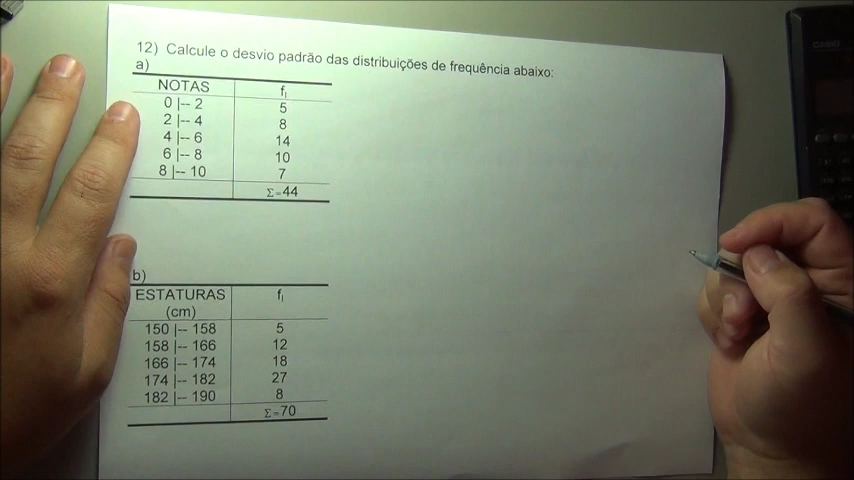 12) Calcule o desvio padrão das distribuições de frequência abaixo:
a)
NOTAS fi
0 |-- 2 5
2 |-- 4 8
4 |-- 6 14
6 |-- 8 10
8 |-- 10 7
Σ=44
b)
ESTATURAS fi
(cm)
150 |-- 158 5
158 |-- 166 12
166 |-- 174 18
174 |-- 182 27
182 |-- 190 8
Σ=70
CASIO